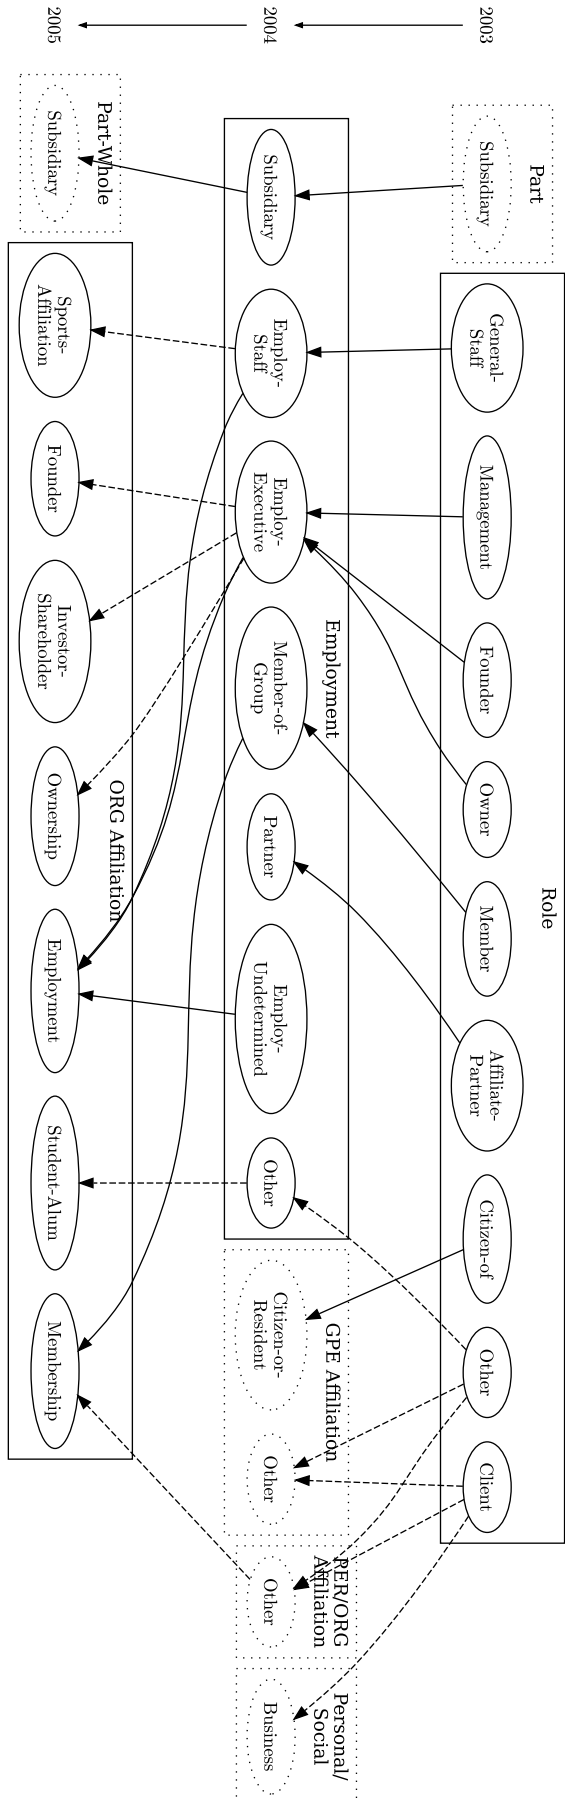 2003
Part
Subsidiary
Role
General-
Staff
Management
Founder
Owner
Member
Affiliate-
Partner
Citizen-of
Other
Client
2004
Employment
Subsidiary
Employ-
Staff
Employ-
Executive
Member-of-
Group
Partner
Employ-
Undetermined
Other
GPE Affiliation
Citizen-or-
Resident
Other
RER/ORG
Affiliation
Other
Personal/
Social
Business
2005
Part-Whole
Subsidiary
ORG Affiliation
Sports-
Affiliation
Founder
Investor-
Shareholder
Ownership
Employment
Student-Alum
Membership